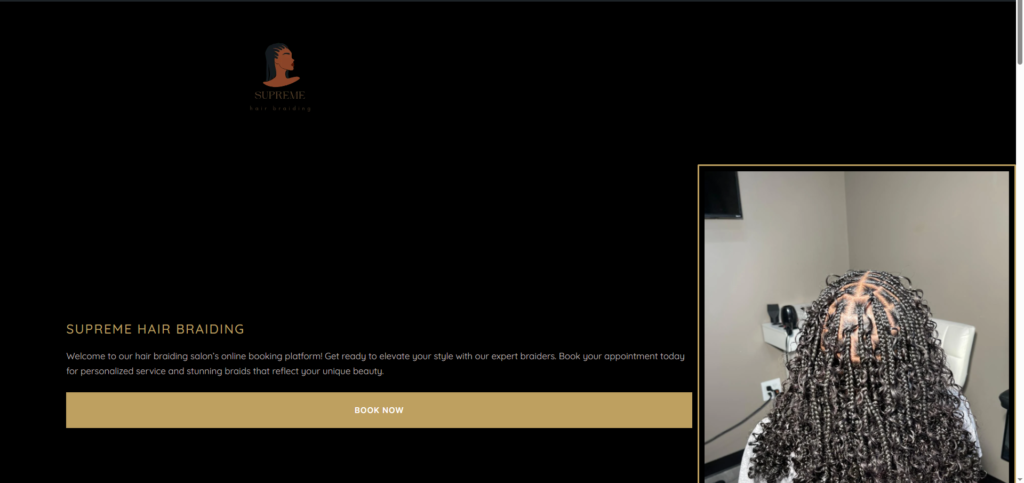 SUPREME
hair braiding
SUPREME HAIR BRAIDING
Welcome to our hair braiding salon's online booking platform! Get ready to elevate your style with our expert braiders. Book your appointment today
for personalized service and stunning braids that reflect your unique beauty.
BOOK NOW